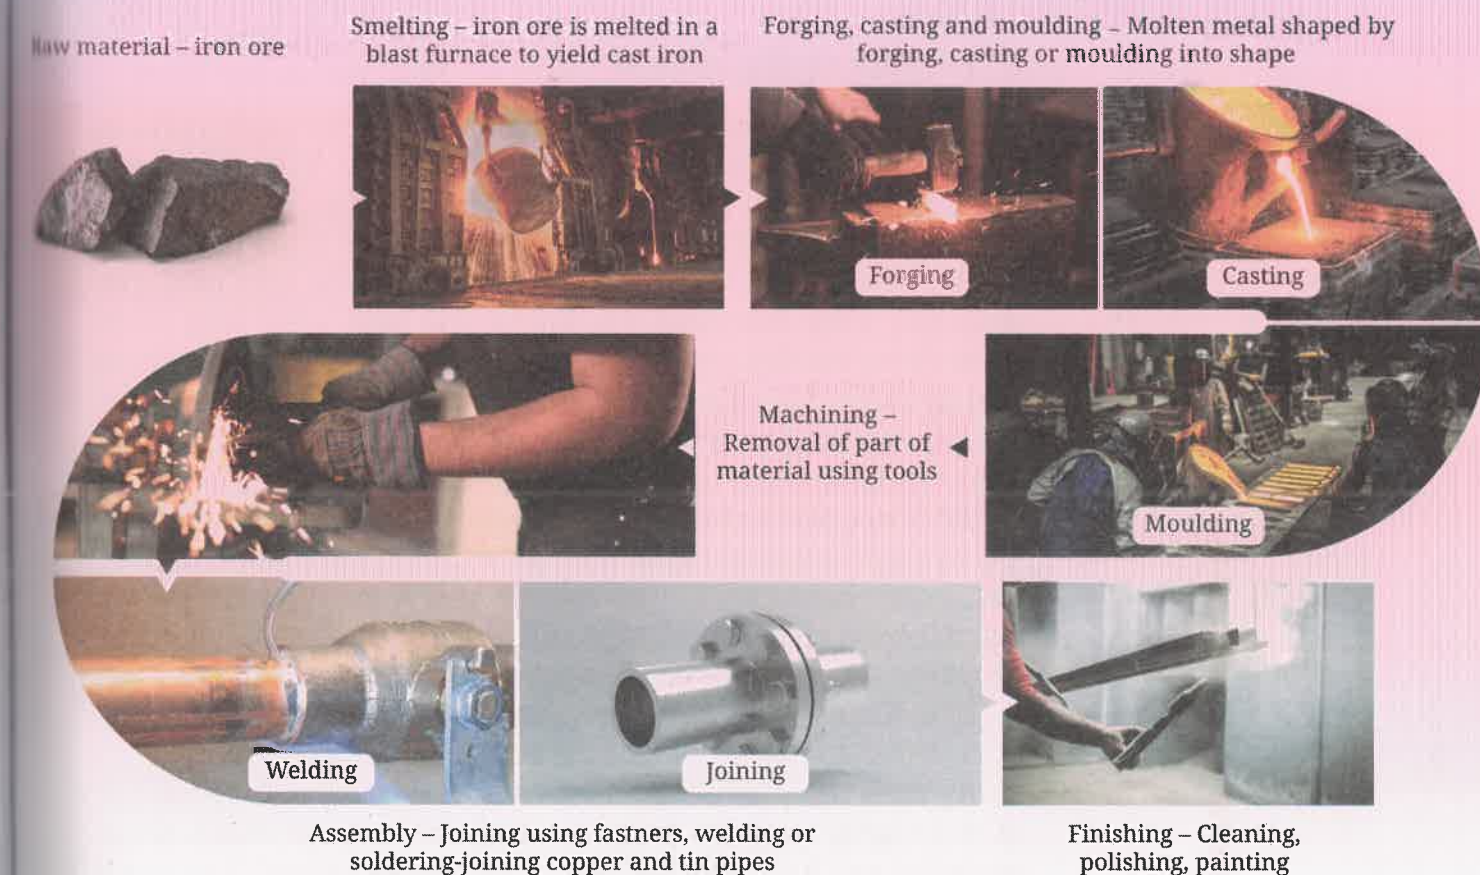 Raw material – iron ore
Smelting – iron ore is melted in a
blast furnace to yield cast iron
Forging, casting and moulding – Molten metal shaped by
forging, casting or moulding into shape
Forging
Casting
Machining –
Removal of part of
material using tools
Moulding
Welding
Joining
Assembly – Joining using fastners, welding or
soldering-joining copper and tin pipes
Finishing – Cleaning,
polishing, painting